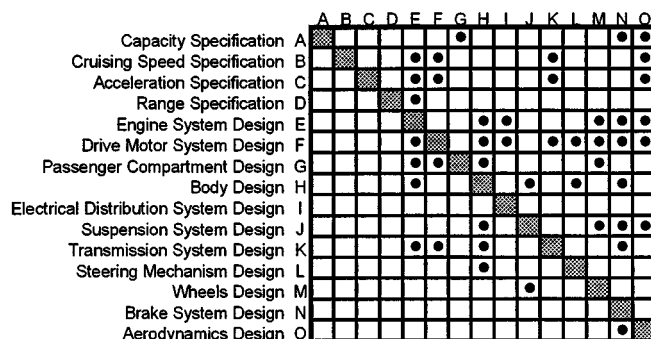 A B C D E F G H I J K L M N O
Capacity Specification A
Cruising Speed Specification B
Acceleration Specification C
Range Specification D
Engine System Design E
Drive Motor System Design F
Passenger Compartment Design G
Body Design H
Electrical Distribution System Design I
Suspension System Design J
Transmission System Design K
Steering Mechanism Design L
Wheels Design M
Brake System Design N
Aerodynamics Design O